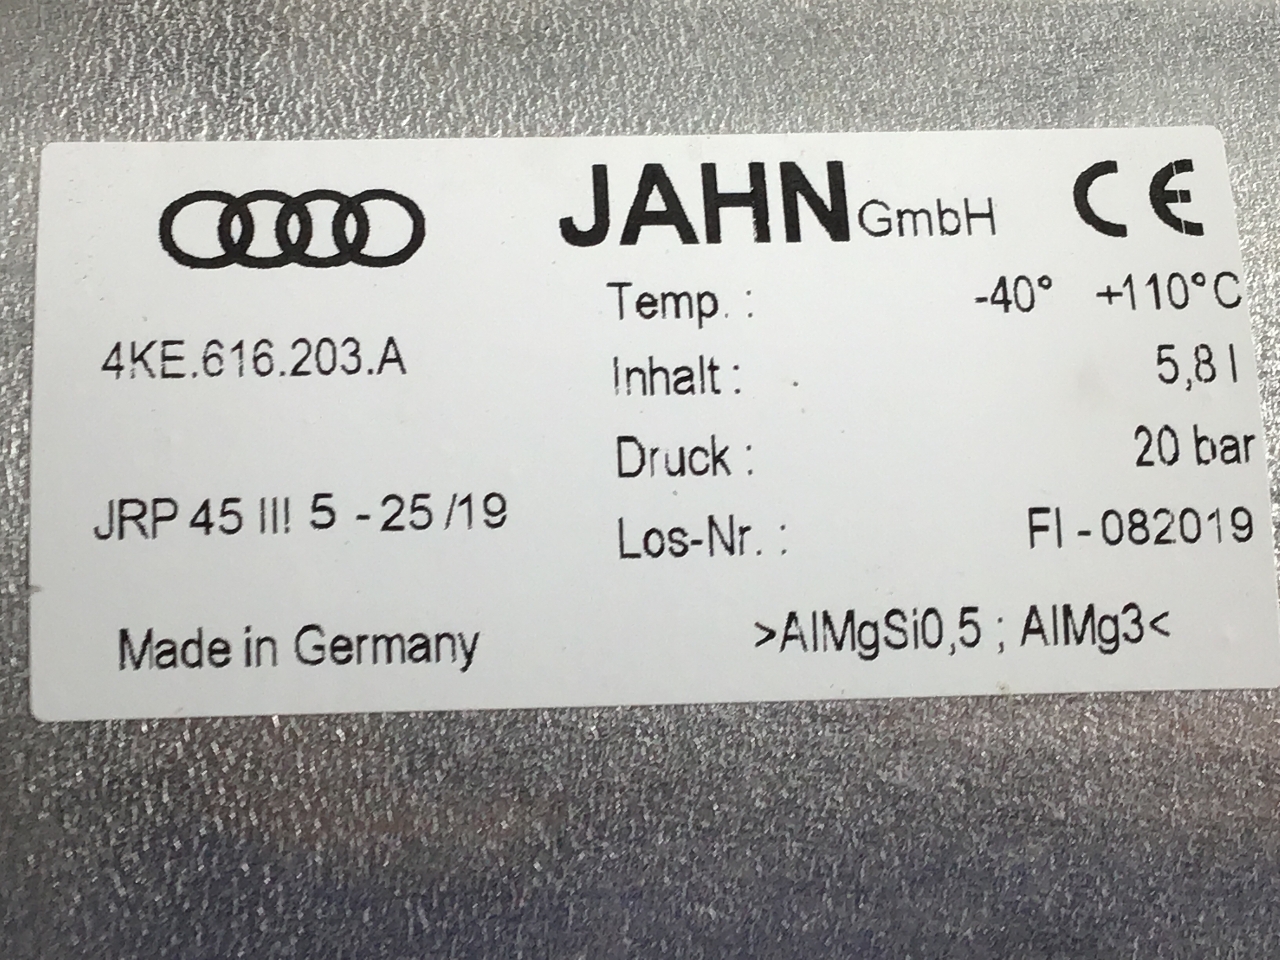 JAHN GmbH CE
Temp. : -40° +110°C
4KE.616.203.A
Inhalt : 5,8 l
Druck : 20 bar
JRP 45 III 5 - 25 /19
Los-Nr. : FI - 082019
Made in Germany
>AlMgSi0,5 ; AlMg3<